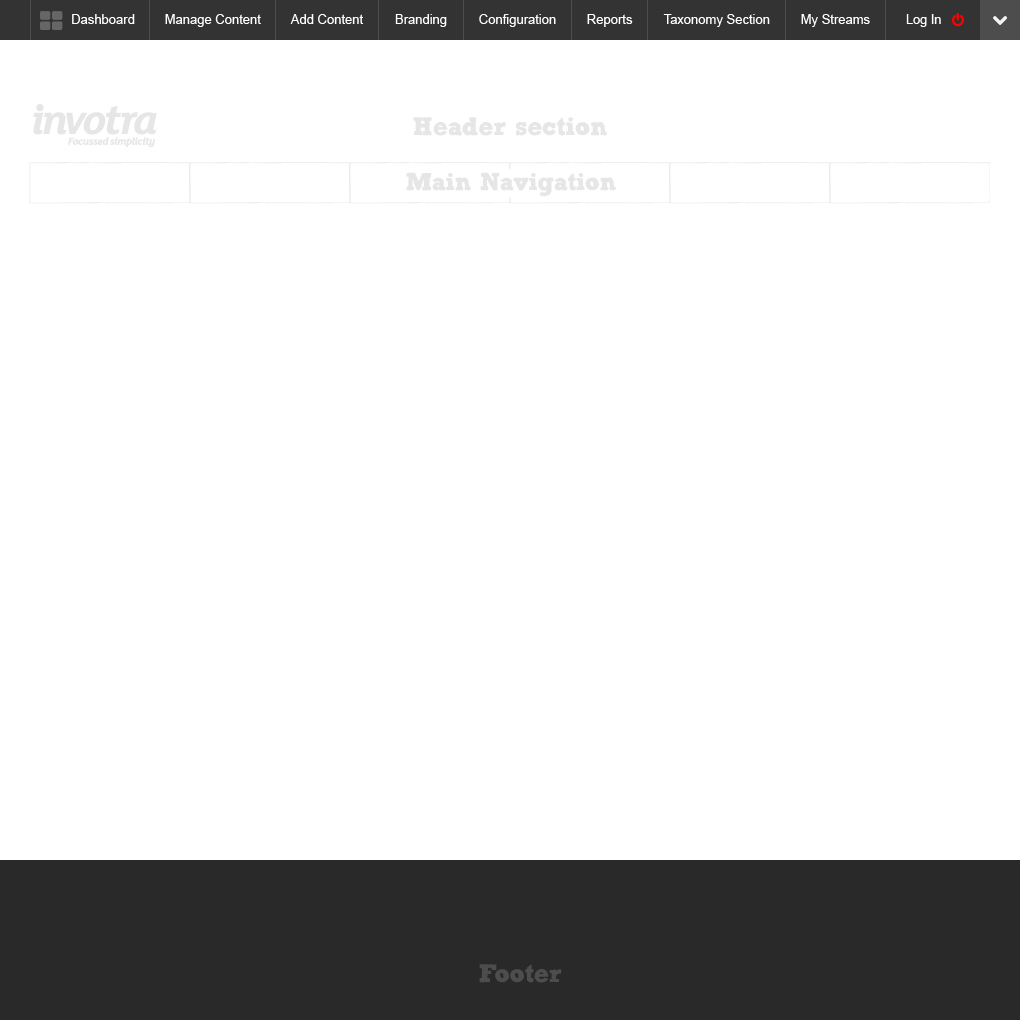 Dashboard Manage Content Add Content Branding Configuration Reports Taxonomy Section My Streams Log In
invotra
Focussed simplicity
Header section
Main Navigation
Footer